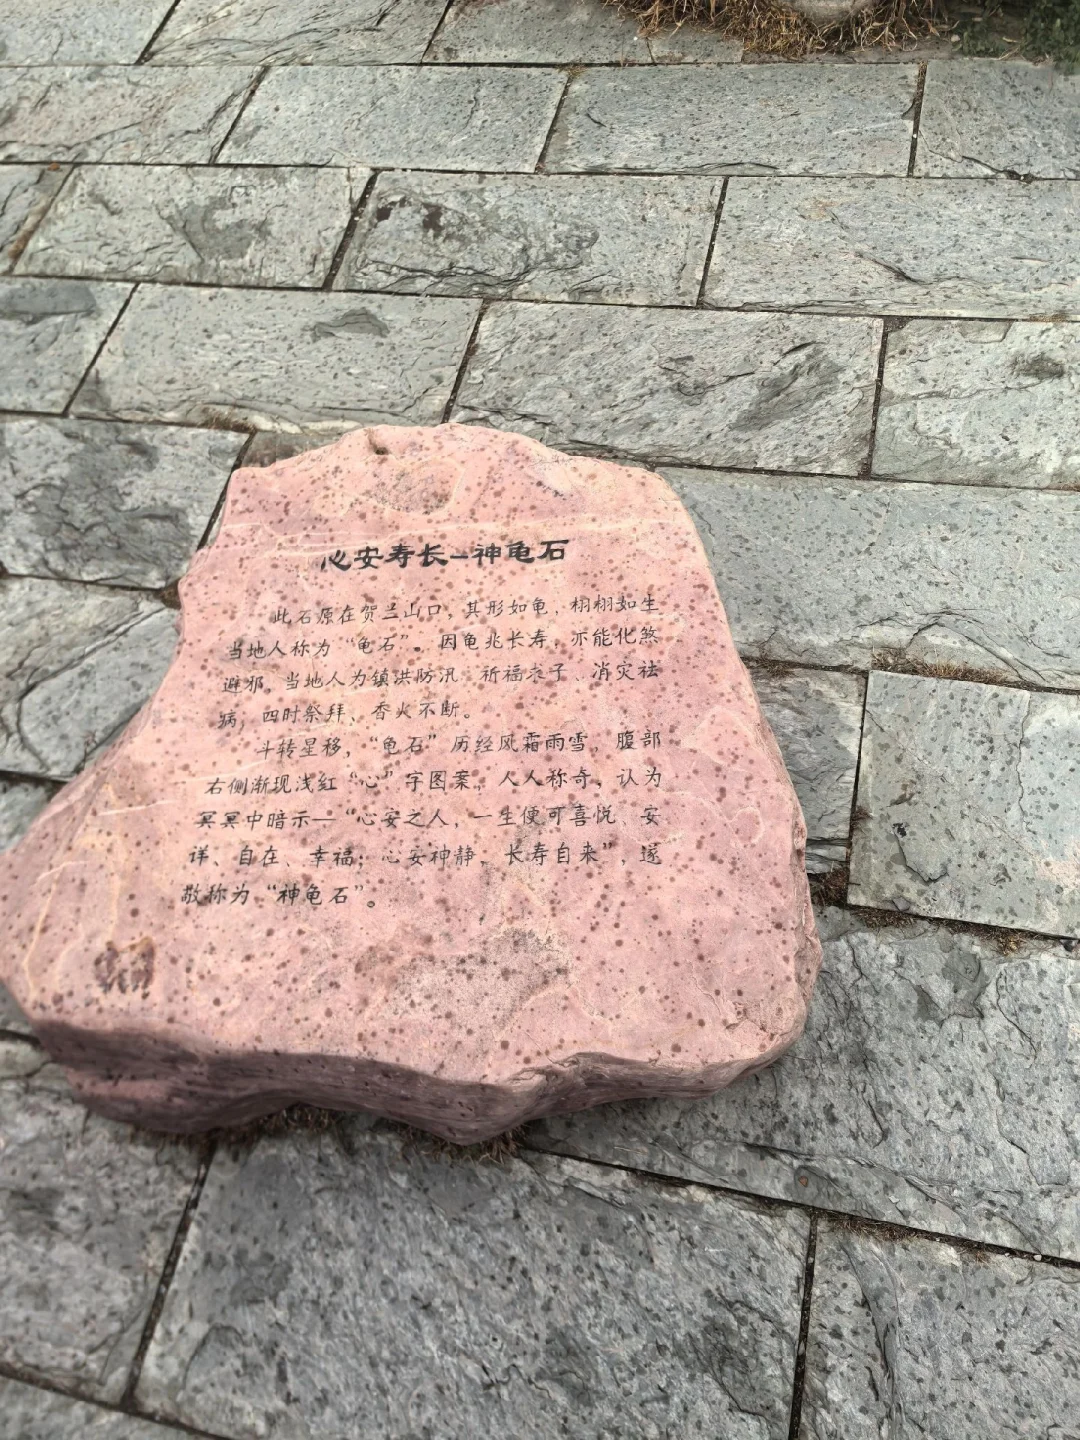 心安寿长—神龟石
此石原在贺兰山口，其形如龟，栩栩如生
当地人称为“龟石”。因龟兆长寿，亦能化煞
避邪，当地人为镇洪防汛、祈福求子、消灾祛
病，四时祭拜、香火不断。
斗转星移，“龟石”历经风霜雨雪，腹部
右侧渐现浅红“心”字图案，人人称奇，认为
冥冥中暗示—“心安之人，一生便可喜悦、安
详、自在、幸福；心安神静，长寿自来”，遂
敬称为“神龟石”。